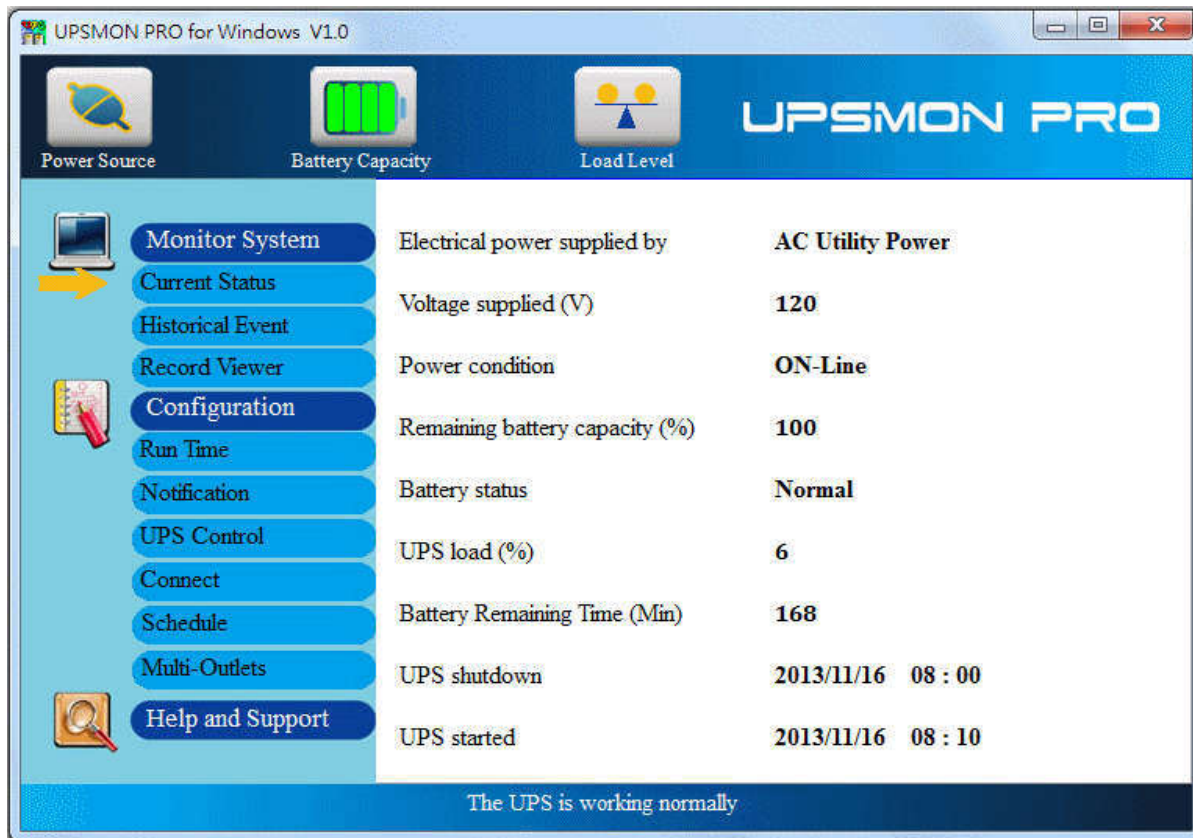 UPSMON PRO for Windows V1.0
UPSMON PRO
Power Source
Battery Capacity
Load Level
Monitor System
Current Status
Historical Event
Record Viewer
Configuration
Run Time
Notification
UPS Control
Connect
Schedule
Multi-Outlets
Help and Support
Electrical power supplied by AC Utility Power
Voltage supplied (V) 120
Power condition ON-Line
Remaining battery capacity (%) 100
Battery status Normal
UPS load (%) 6
Battery Remaining Time (Min) 168
UPS shutdown 2013/11/16 08 : 00
UPS started 2013/11/16 08 : 10
The UPS is working normally